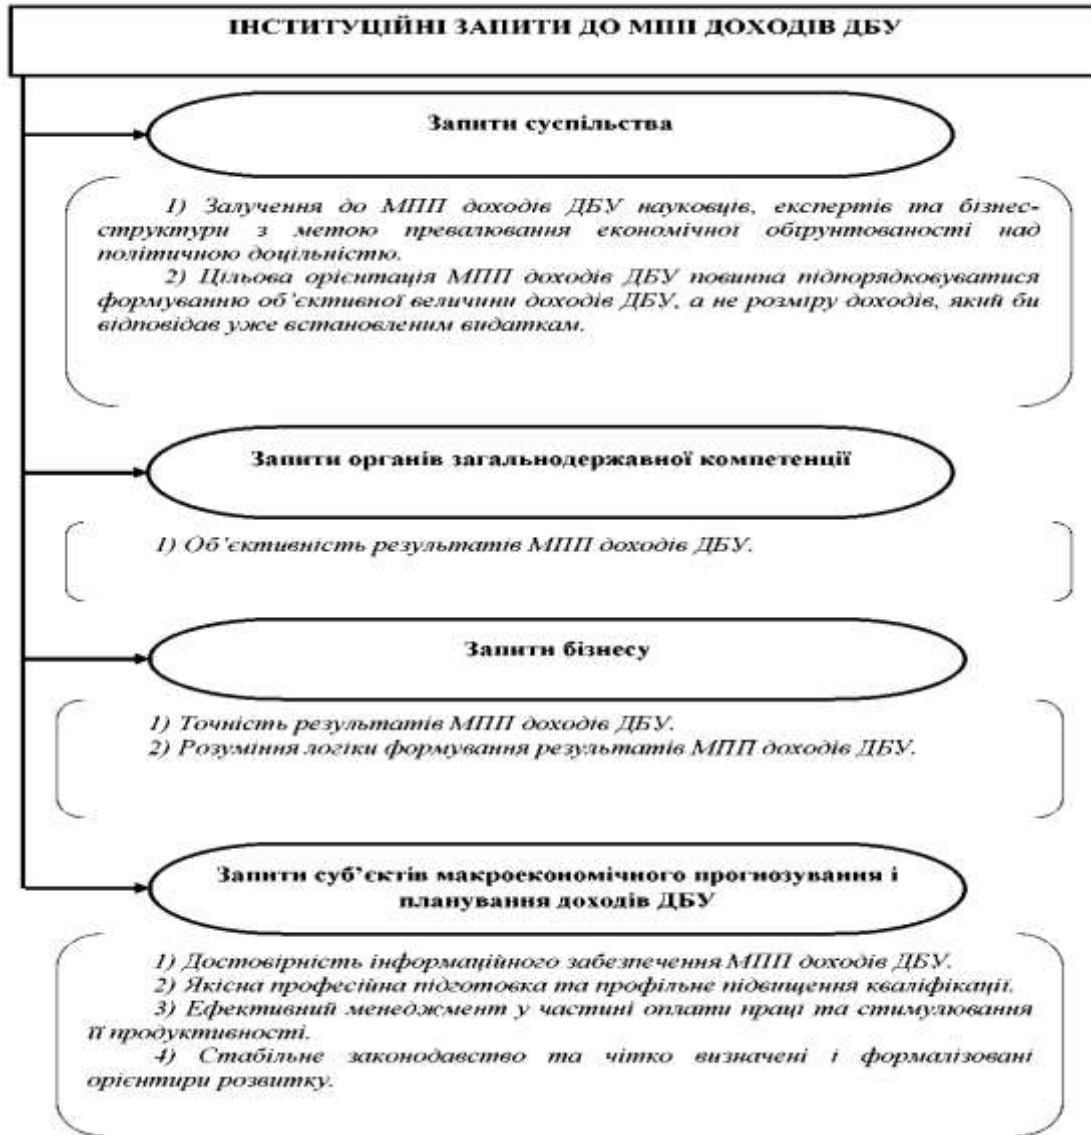 ІНСТИТУЦІЙНІ ЗАПИТИ ДО МПП ДОХОДІВ ДБУ
Запити суспільства
1) Залучення до МПП доходів ДБУ науковців, експертів та бізнес-
структури з метою превалювання економічної обґрунтованості над
політичною доцільністю.
2) Цільова орієнтація МПП доходів ДБУ повинна підпорядковуватися
формуванню об’єктивної величини доходів ДБУ, а не розміру доходів, який би
відповідав уже встановленим видаткам.
Запити органів загальнодержавної компетенції
1) Об’єктивність результатів МПП доходів ДБУ.
Запити бізнесу
1) Точність результатів МПП доходів ДБУ.
2) Розуміння логіки формування результатів МПП доходів ДБУ.
Запити суб’єктів макроекономічного прогнозування і
планування доходів ДБУ
1) Достовірність інформаційного забезпечення МПП доходів ДБУ.
2) Якісна професійна підготовка та профільне підвищення кваліфікації.
3) Ефективний менеджмент у частині оплати праці та стимулювання
її продуктивності.
4) Стабільне законодавство та чітко визначені і формалізовані
орієнтири розвитку.